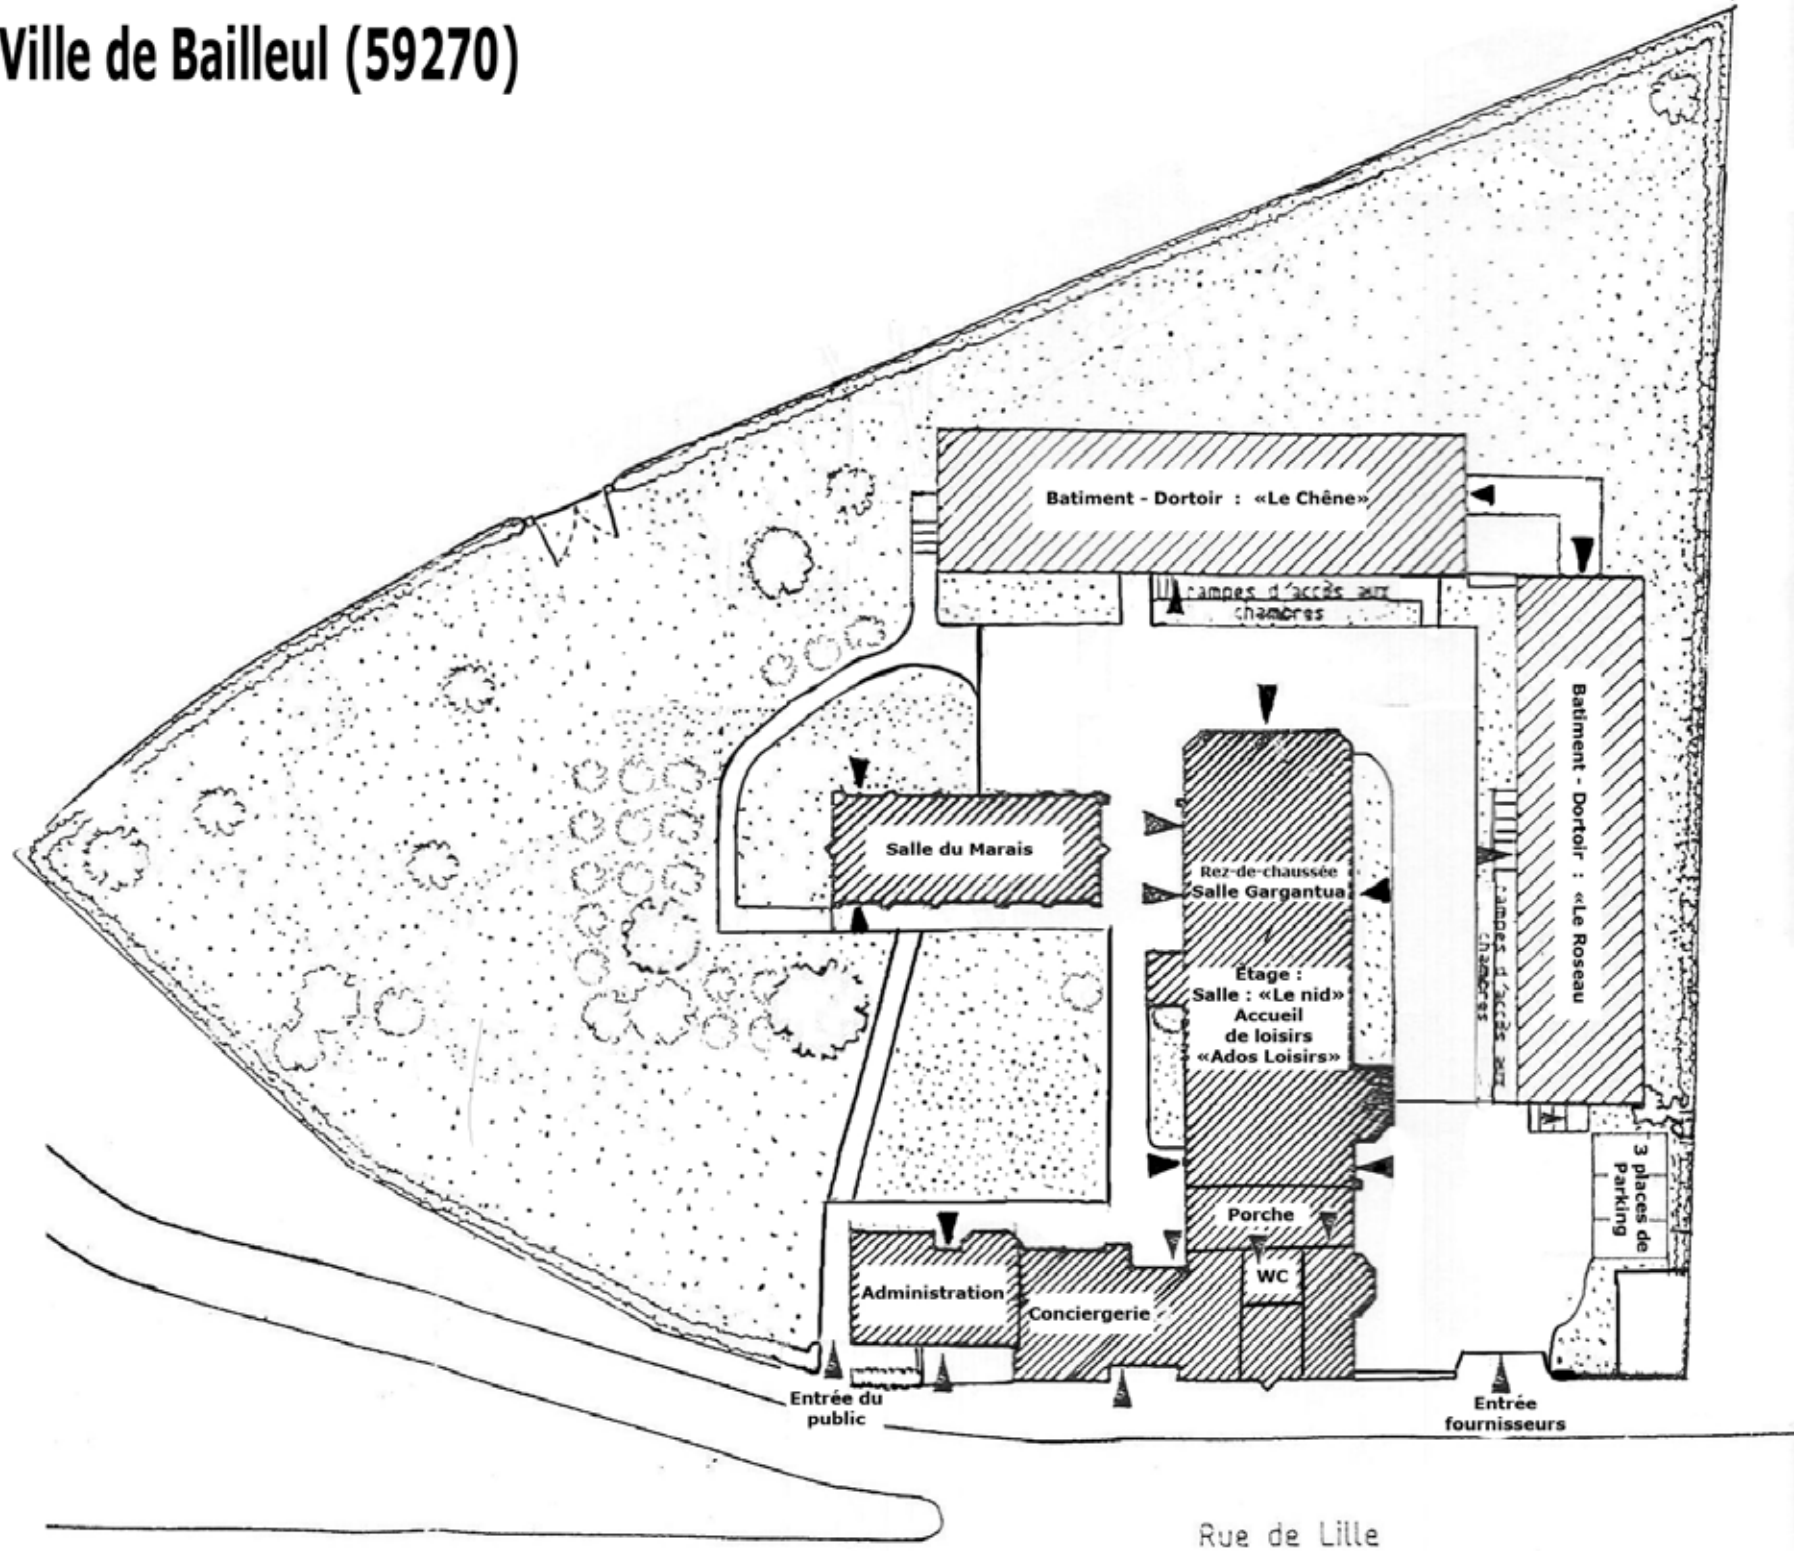 Ville de Bailleul (59270)
Batiment - Dortoir : «Le Chêne»
rampes d'accès aux
chambres
Batiment - Dortoir : «Le Roseau
rampes d'accès aux
chambres
Salle du Marais
Rez-de-chaussée
Salle Gargantua
/
Étage :
Salle : «Le nid»
Accueil
de loisirs
«Ados Loisirs»
3 places de
Parking
Porche
WC
Administration
Conciergerie
Entrée du
public
Entrée
fournisseurs
Rue de Lille